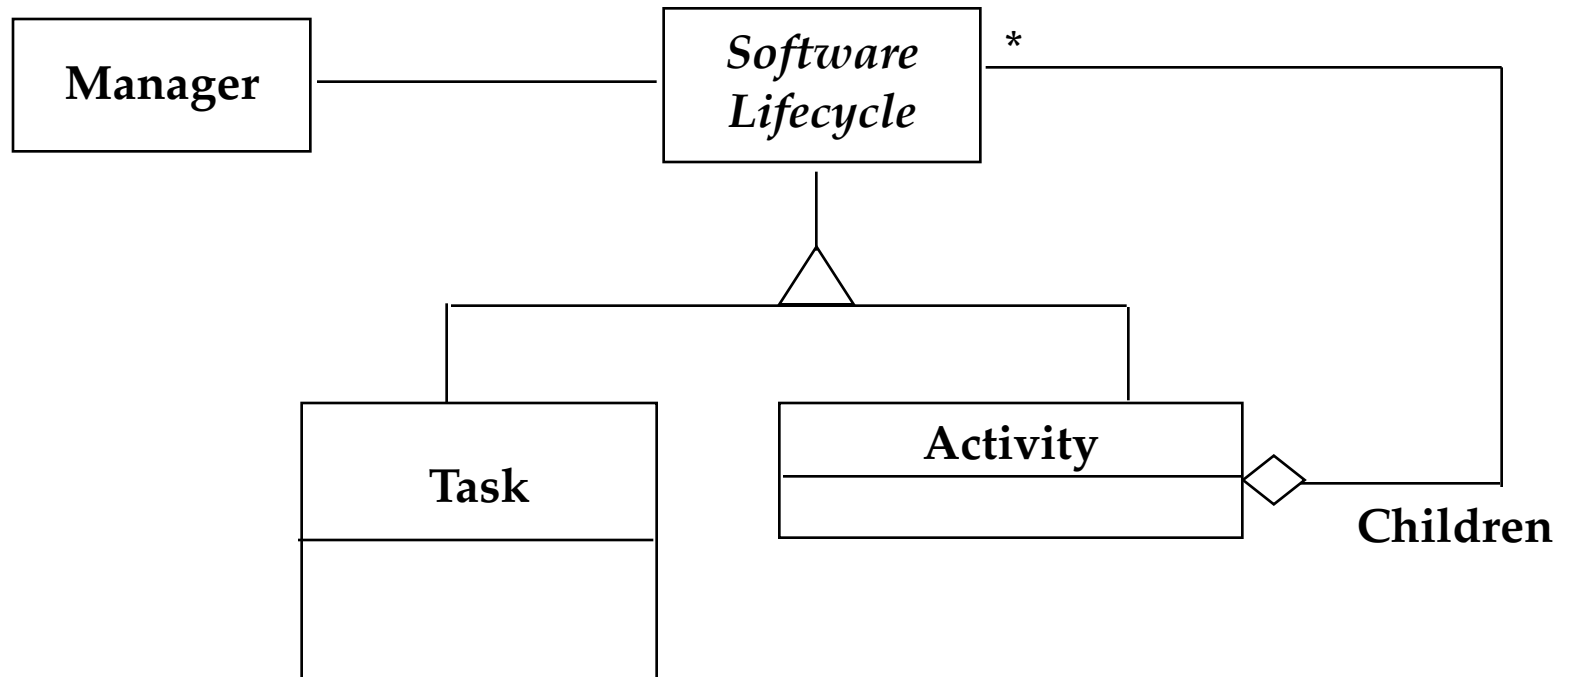 Manager
Software
Lifecycle
*
Task
Activity
Children